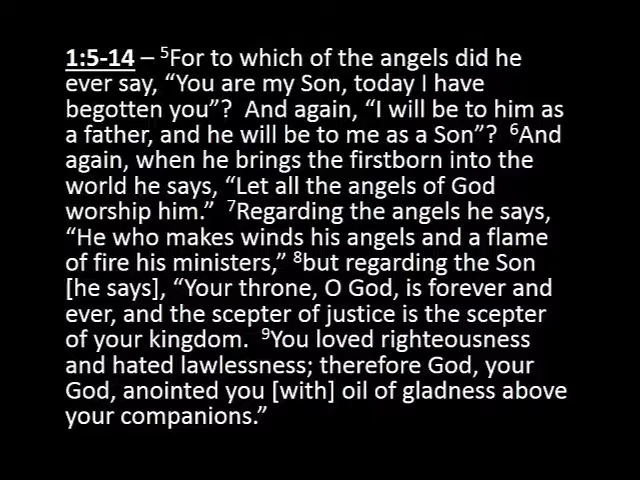 1:5-14 – ⁵For to which of the angels did he
ever say, “You are my Son, today I have
begotten you”?  And again, “I will be to him as
a father, and he will be to me as a Son”?  ⁶And
again, when he brings the firstborn into the
world he says, “Let all the angels of God
worship him.”  ⁷Regarding the angels he says,
“He who makes winds his angels and a flame
of fire his ministers,” ⁸but regarding the Son
[he says], “Your throne, O God, is forever and
ever, and the scepter of justice is the scepter
of your kingdom.  ⁹You loved righteousness
and hated lawlessness; therefore God, your
God, anointed you [with] oil of gladness above
your companions.”